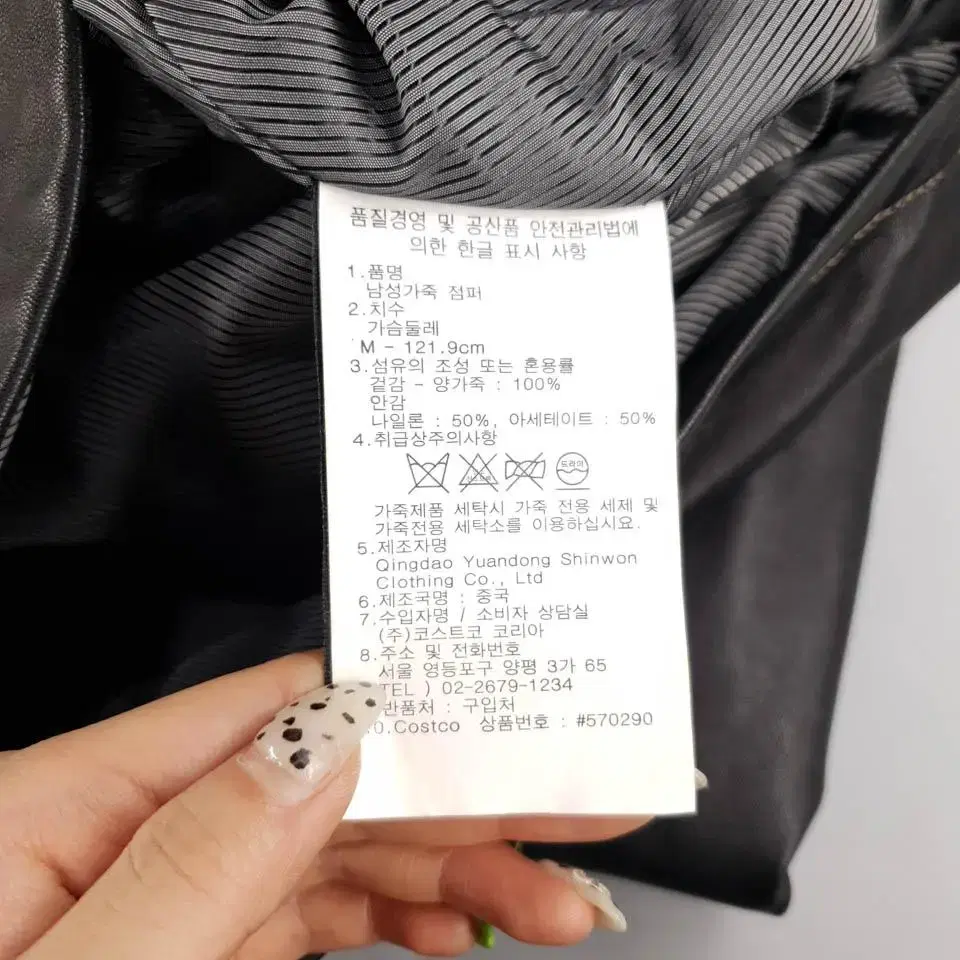 품질경영 및 공산품 안전관리법에
의한 한글 표시 사항
1.품명
남성가죽 점퍼
2.치수
가슴둘레
M - 121.9cm
3.섬유의 조성 또는 혼용률
겉감 - 양가죽 : 100%
안감
나일론 : 50%, 아세테이트 : 50%
4.취급상주의사항
드라이
가죽제품 세탁시 가죽 전용 세제 및
가죽전용 세탁소를 이용하십시요.
5.제조자명
Qingdao Yuandong Shinwon
Clothing Co., Ltd
6.제조국명 : 중국
7.수입자명 / 소비자 상담실
(주)코스트코 코리아
8.주소 및 전화번호
서울 영등포구 양평 3가 65
TEL ) 02-2679-1234
반품처 : 구입처
0.Costco 상품번호 : #570290